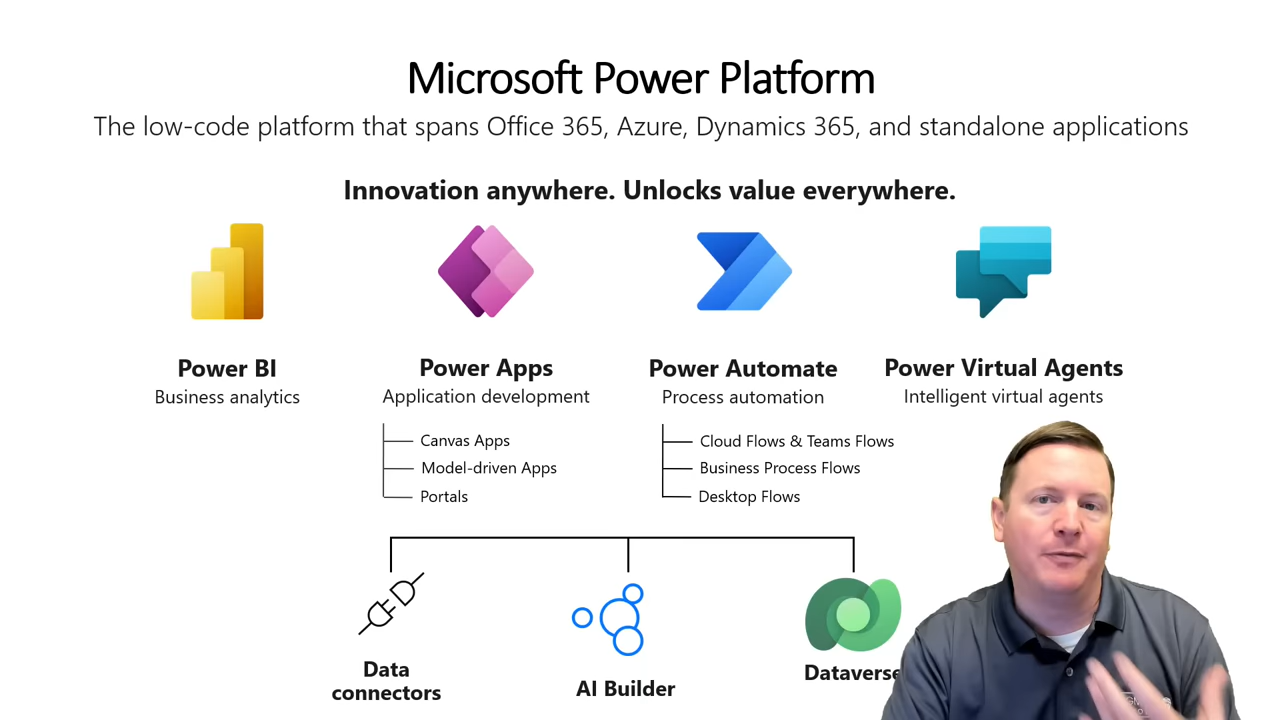 Microsoft Power Platform
The low-code platform that spans Office 365, Azure, Dynamics 365, and standalone applications
Innovation anywhere. Unlocks value everywhere.
Power BI
Business analytics
Power Apps
Application development
Canvas Apps
Model-driven Apps
Portals
Power Automate
Process automation
Cloud Flows & Teams Flows
Business Process Flows
Desktop Flows
Power Virtual Agents
Intelligent virtual agents
Data
connectors
AI Builder
Dataverse